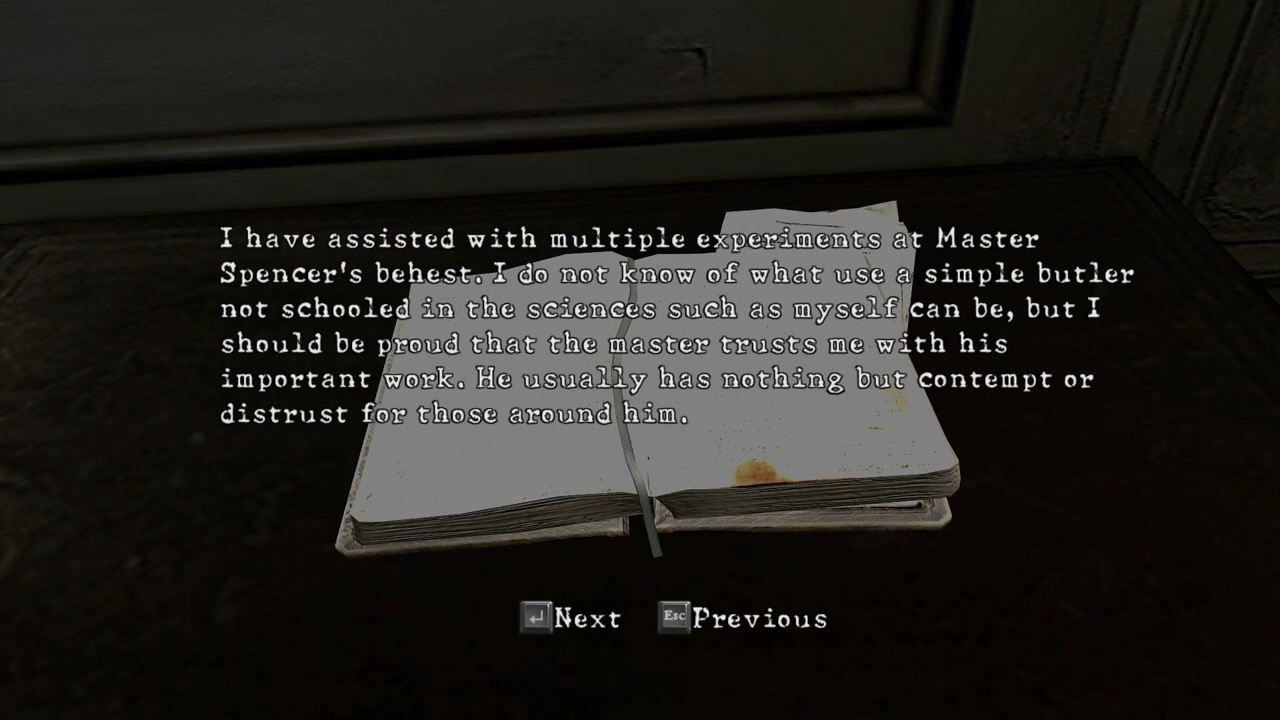 I have assisted with multiple experiments at Master
Spencer's behest. I do not know of what use a simple butler
not schooled in the sciences such as myself can be, but I
should be proud that the master trusts me with his
important work. He usually has nothing but contempt or
distrust for those around him.
Next Esc Previous